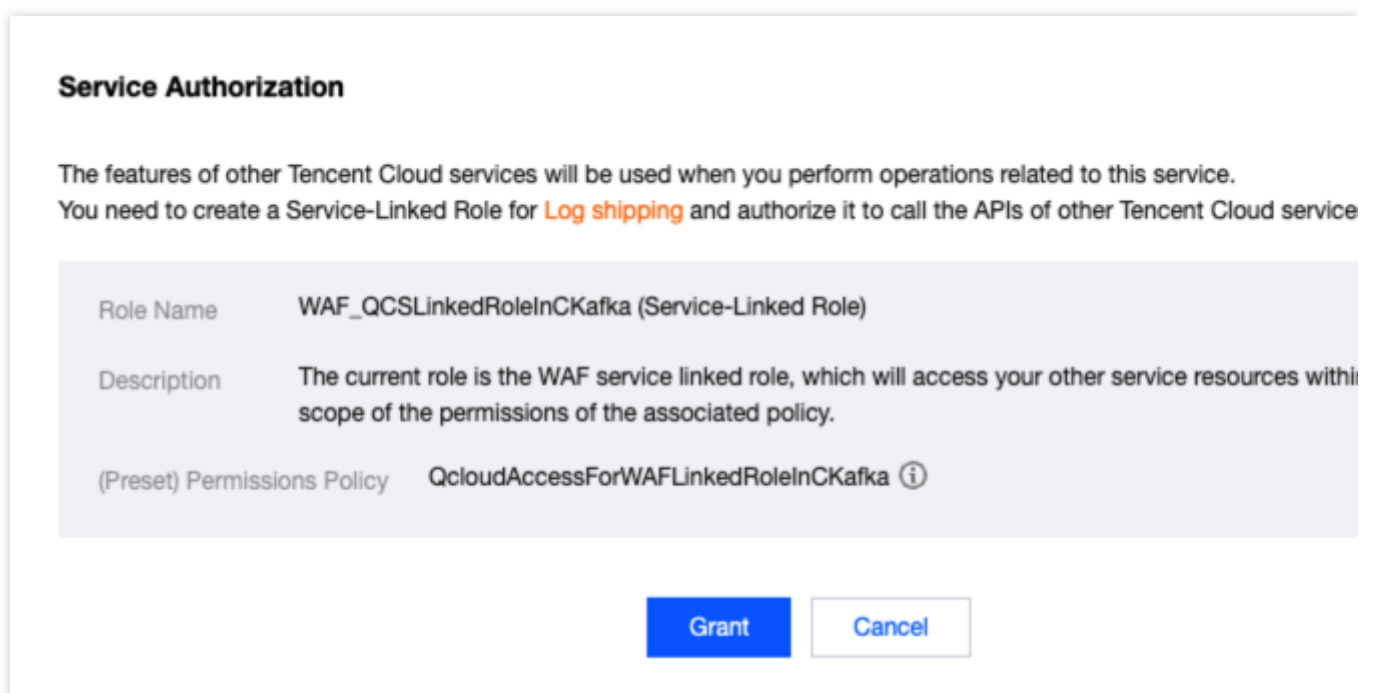 Service Authorization
The features of other Tencent Cloud services will be used when you perform operations related to this service.
You need to create a Service-Linked Role for Log shipping and authorize it to call the APIs of other Tencent Cloud service
Role Name WAF_QCSLinkedRoleInCKafka (Service-Linked Role)
Description The current role is the WAF service linked role, which will access your other service resources withi
scope of the permissions of the associated policy.
(Preset) Permissions Policy QcloudAccessForWAFLinkedRoleInCKafka
Grant Cancel